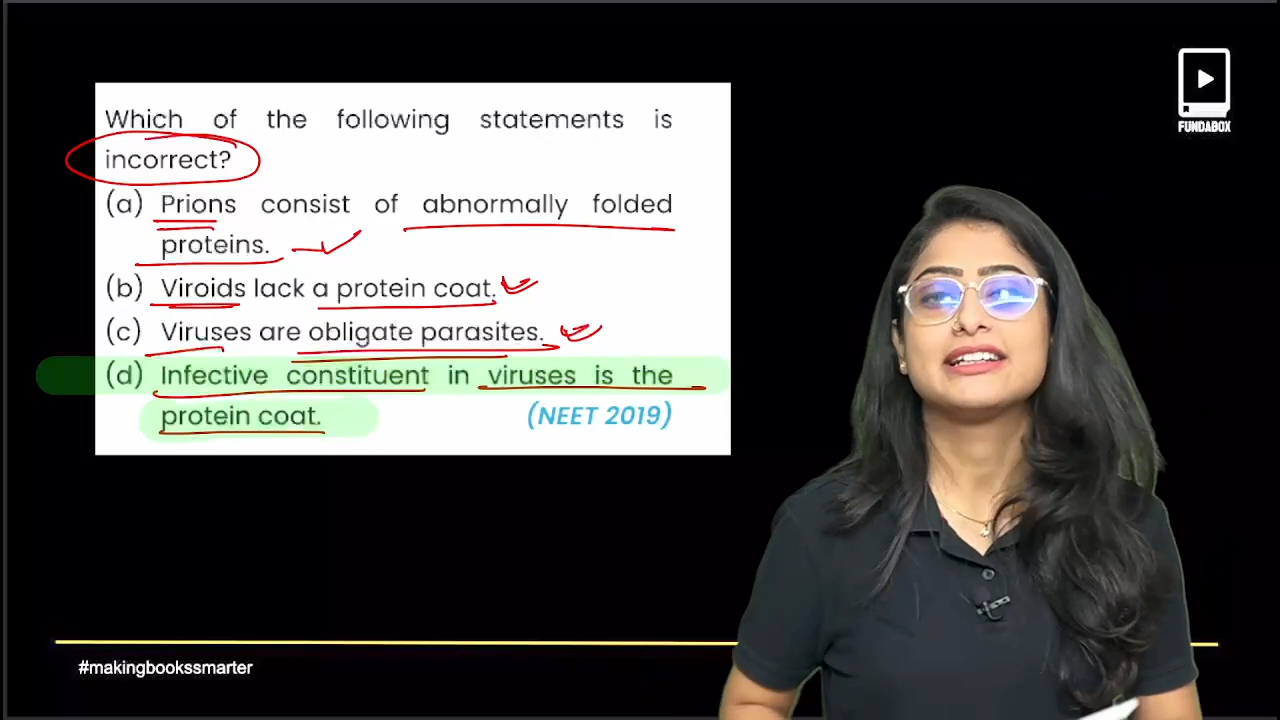 FUNDABOX
Which of the following statements is
incorrect?
(a) Prions consist of abnormally folded
proteins.
(b) Viroids lack a protein coat.
(c) Viruses are obligate parasites.
(d) Infective constituent in viruses is the
protein coat. (NEET 2019)
#makingbookssmarter